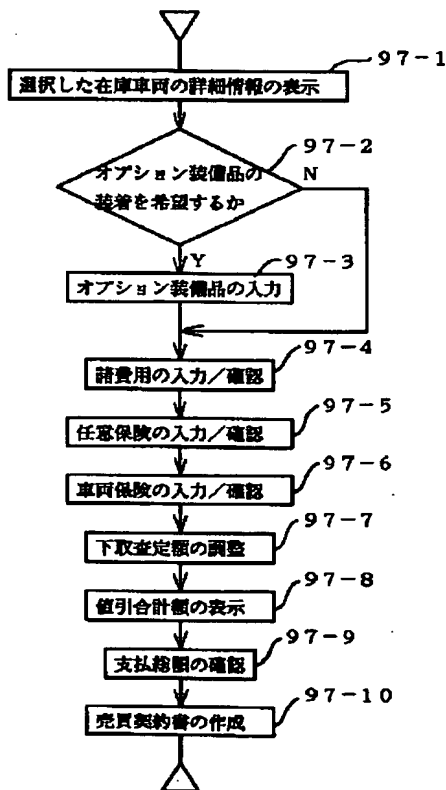 97-1
選択した在庫車両の詳細情報の表示
97-2
オプション装備品の
装着を希望するか
N
Y
97-3
オプション装備品の入力
97-4
諸費用の入力/確認
97-5
任意保険の入力/確認
97-6
車両保険の入力/確認
97-7
下取査定額の調整
97-8
値引合計額の表示
97-9
支払総額の確認
97-10
売買契約書の作成